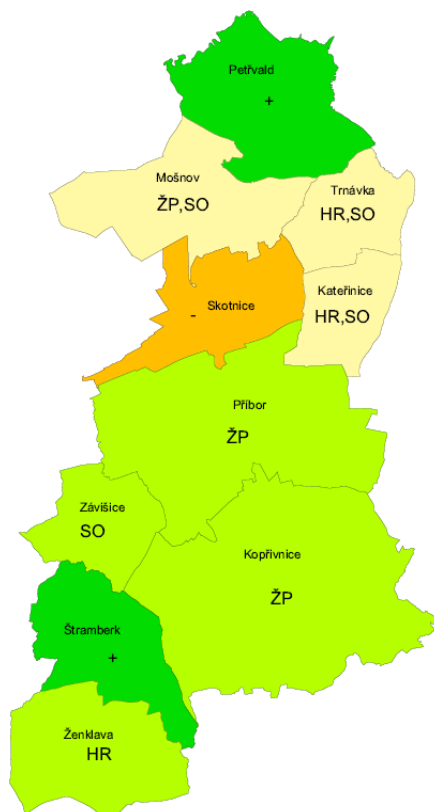 Petřvald
+
Mošnov
ŽP,SO
Trnávka
HR,SO
Skotnice
-
Kateřinice
HR,SO
Příbor
ŽP
Závišice
SO
Kopřivnice
ŽP
Štramberk
+
Ženklava
HR